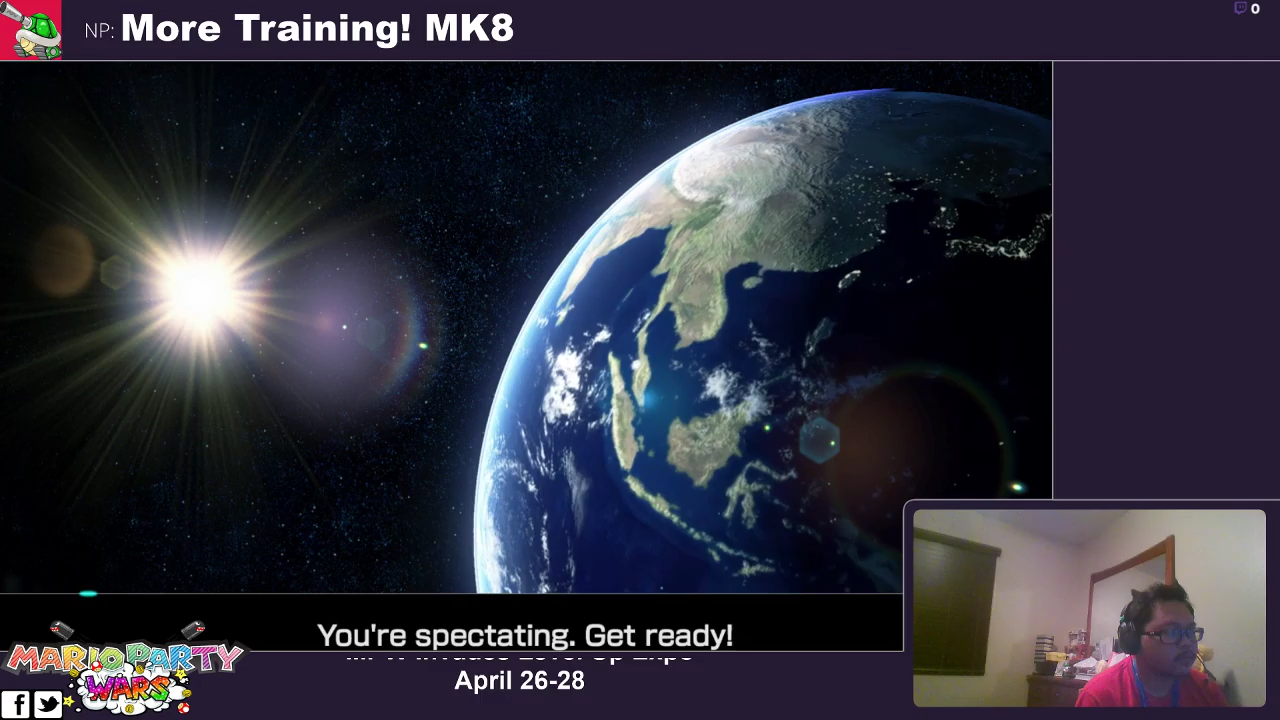 NP: More Training! MK8
0
You're spectating. Get ready!
MARIO PARTY
WARS
April 26-28